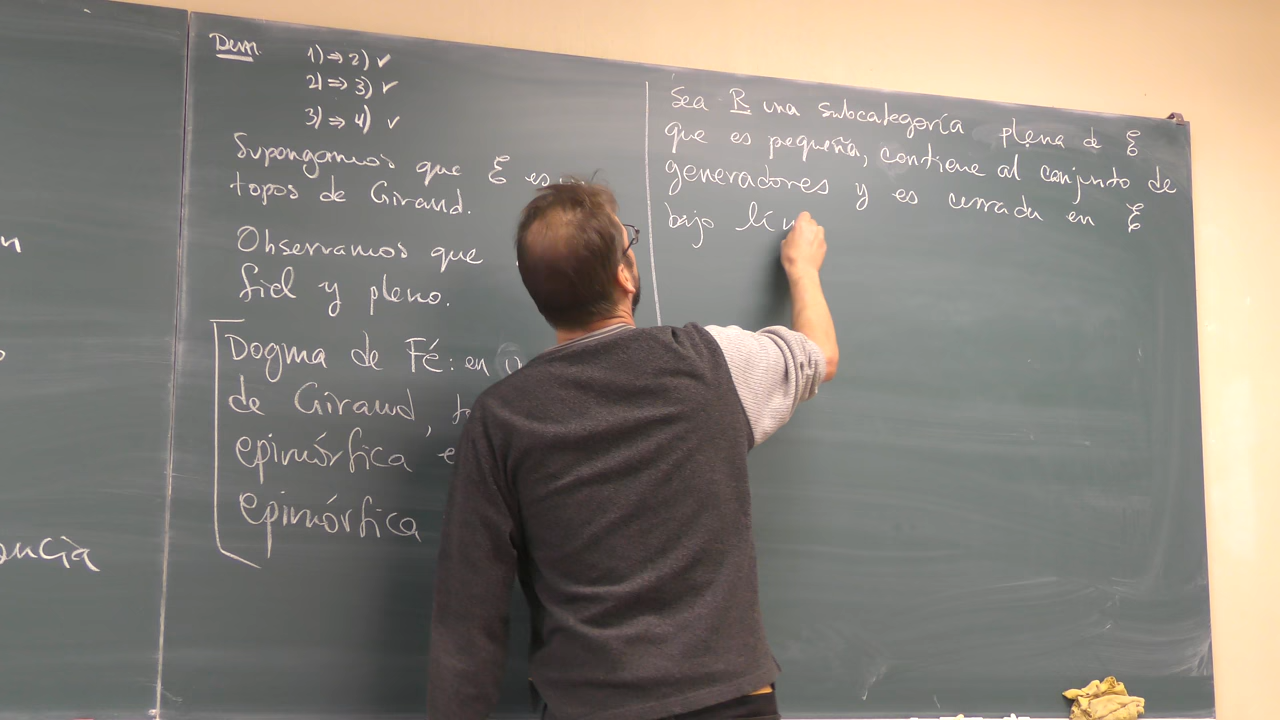 Dem.
1) ⇒ 2) ✓
2) ⇒ 3) ✓
3) ⇒ 4) ✓
Supongamos que ℰ es
topos de Giraud.
Observamos que
fiel y pleno.
Dogma de Fé: en
de Giraud,
epimórfica
epimórfica
Sea R una subcategoría plena de ℰ
que es pequeña, contiene al conjunto de
generadores y es cerrada en ℰ
bajo